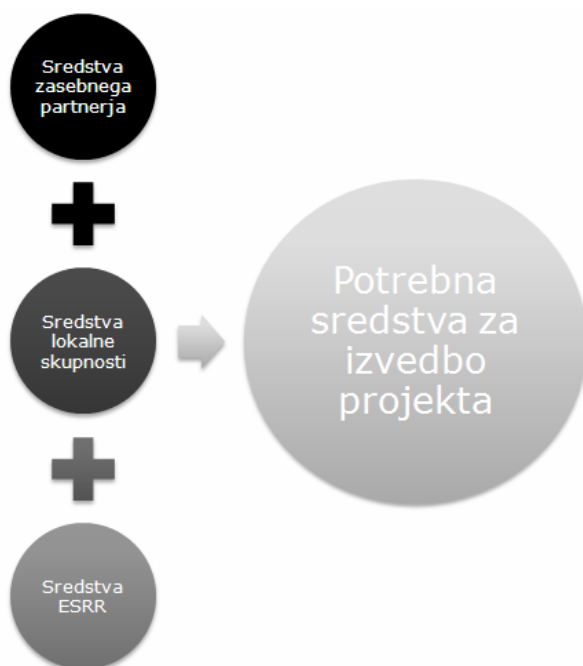 Sredstva
zasebnega
partnerja
Sredstva
lokalne
skupnosti
Sredstva
ESRR
Potrebna
sredstva za
izvedbo
projekta